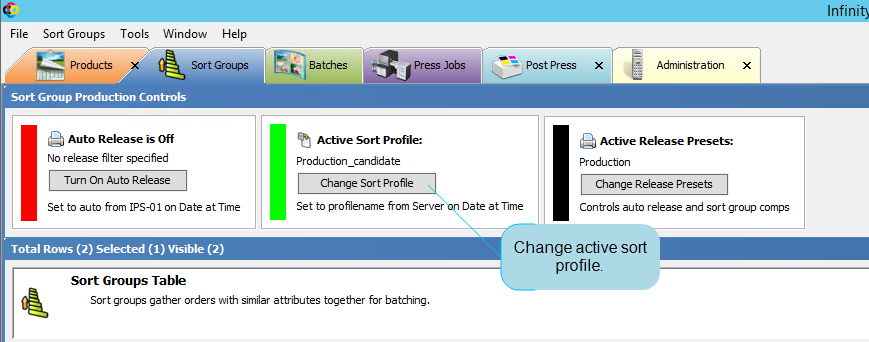 Infinity
File Sort Groups Tools Window Help
Products Sort Groups Batches Press Jobs Post Press Administration
Sort Group Production Controls
Auto Release is Off
No release filter specified
Turn On Auto Release
Set to auto from IPS-01 on Date at Time
Active Sort Profile:
Production_candidate
Change Sort Profile
Set to profilename from Server on Date at Time
Active Release Presets:
Production
Change Release Presets
Controls auto release and sort group comps
Change active sort
profile.
Total Rows (2) Selected (1) Visible (2)
Sort Groups Table
Sort groups gather orders with similar attributes together for batching.